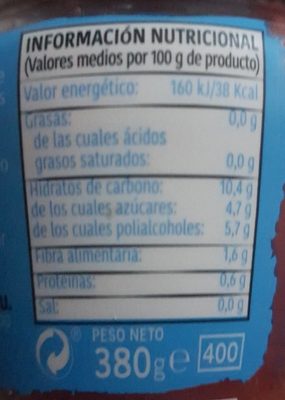 INFORMACIÓN NUTRICIONAL
(Valores medios por 100 g de producto)
Valor energético: 160 kJ/38 Kcal
Grasas: 0,0 g
de las cuales ácidos
grasos saturados: 0,0 g
Hidratos de carbono: 10,4 g
de los cuales azúcares: 4,7 g
de los cuales polialcoholes: 5,7 g
Fibra alimentaria: 1,6 g
Proteínas: 0,6 g
Sal: 0,0 g
PESO NETO
380 g e 400